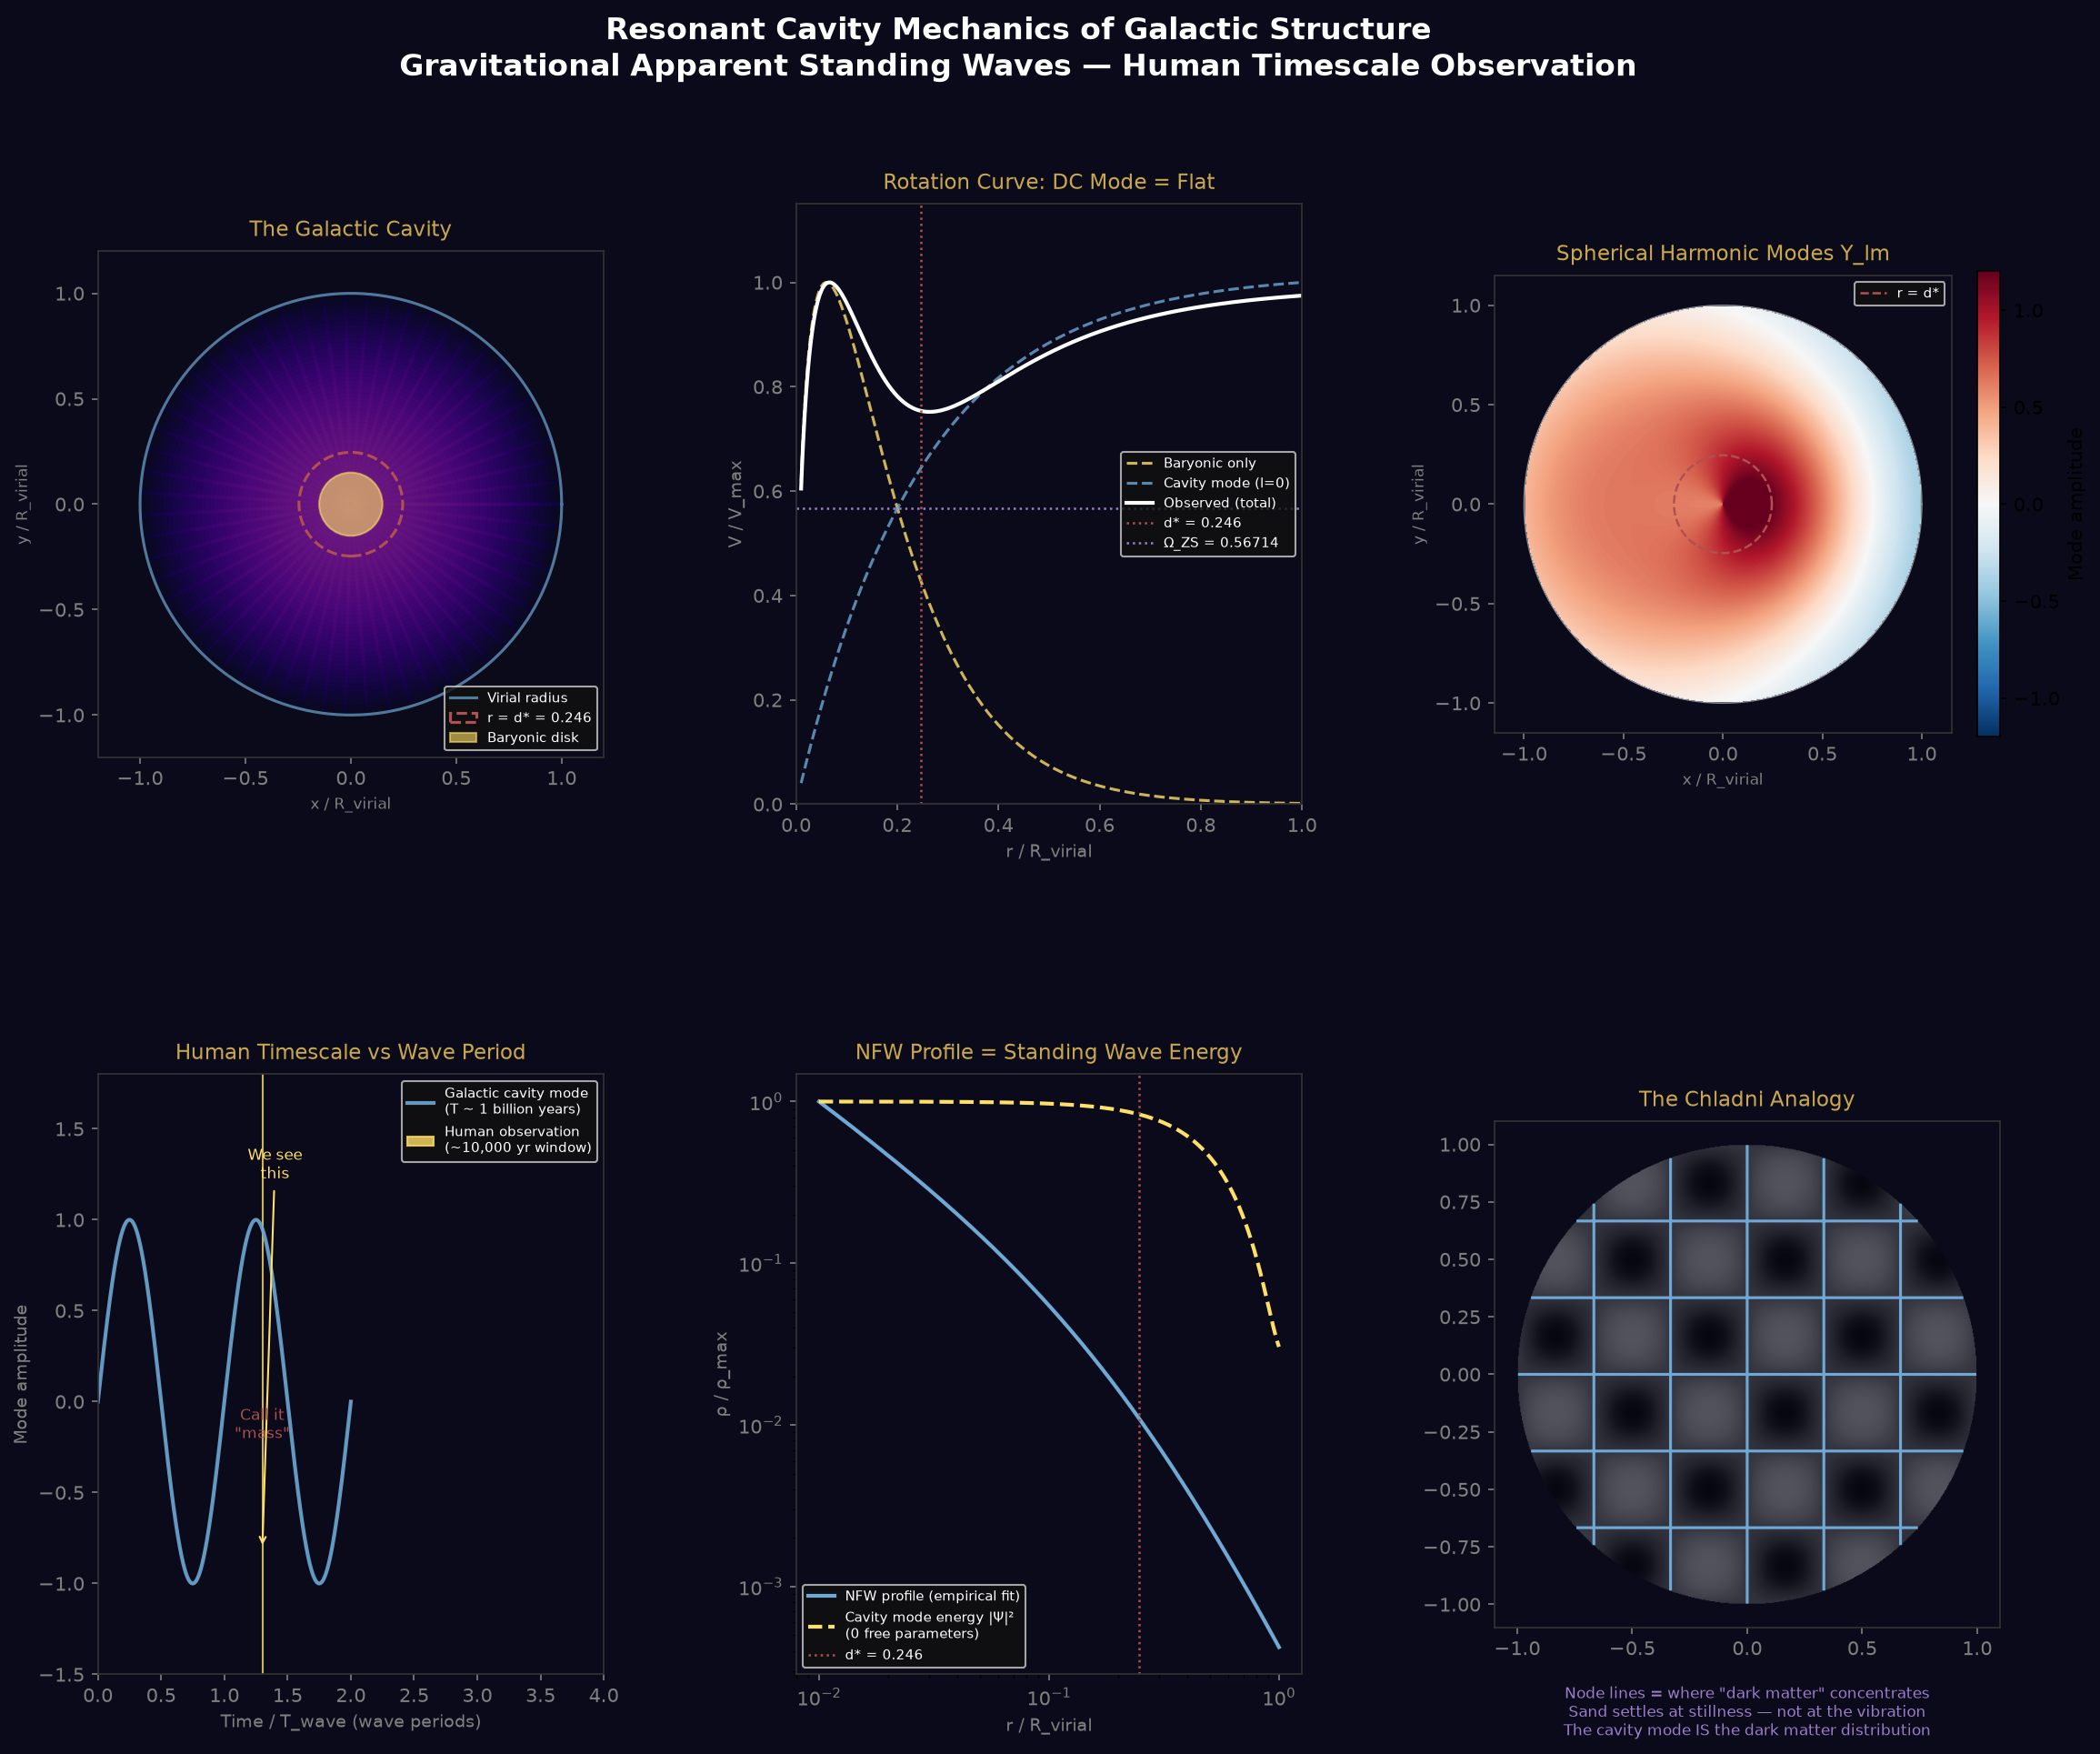 Resonant Cavity Mechanics of Galactic Structure
Gravitational Apparent Standing Waves — Human Timescale Observation
The Galactic Cavity
1.0
0.5
0.0
−0.5
−1.0
y / R_virial
−1.0 −0.5 0.0 0.5 1.0
x / R_virial
Virial radius
r = d* = 0.246
Baryonic disk
Rotation Curve: DC Mode = Flat
1.0
0.8
0.6
0.4
0.2
0.0
V / V_max
0.0 0.2 0.4 0.6 0.8 1.0
r / R_virial
Baryonic only
Cavity mode (l=0)
Observed (total)
d* = 0.246
Ω_ZS = 0.56714
Spherical Harmonic Modes Y_lm
r = d*
1.0
0.5
0.0
−0.5
−1.0
y / R_virial
−1.0 −0.5 0.0 0.5 1.0
x / R_virial
1.0
0.5
0.0
−0.5
−1.0
Mode amplitude
Human Timescale vs Wave Period
1.5
1.0
0.5
0.0
−0.5
−1.0
−1.5
Mode amplitude
0.0 0.5 1.0 1.5 2.0 2.5 3.0 3.5 4.0
Time / T_wave (wave periods)
Galactic cavity mode
(T ~ 1 billion years)
Human observation
(~10,000 yr window)
We see
this
Call it
"mass"
NFW Profile = Standing Wave Energy
10⁰
10⁻¹
10⁻²
10⁻³
ρ / ρ_max
10⁻² 10⁻¹ 10⁰
r / R_virial
NFW profile (empirical fit)
Cavity mode energy |Ψ|²
(0 free parameters)
d* = 0.246
The Chladni Analogy
1.00
0.75
0.50
0.25
0.00
−0.25
−0.50
−0.75
−1.00
−1.0 −0.5 0.0 0.5 1.0
Node lines = where "dark matter" concentrates
Sand settles at stillness — not at the vibration
The cavity mode IS the dark matter distribution